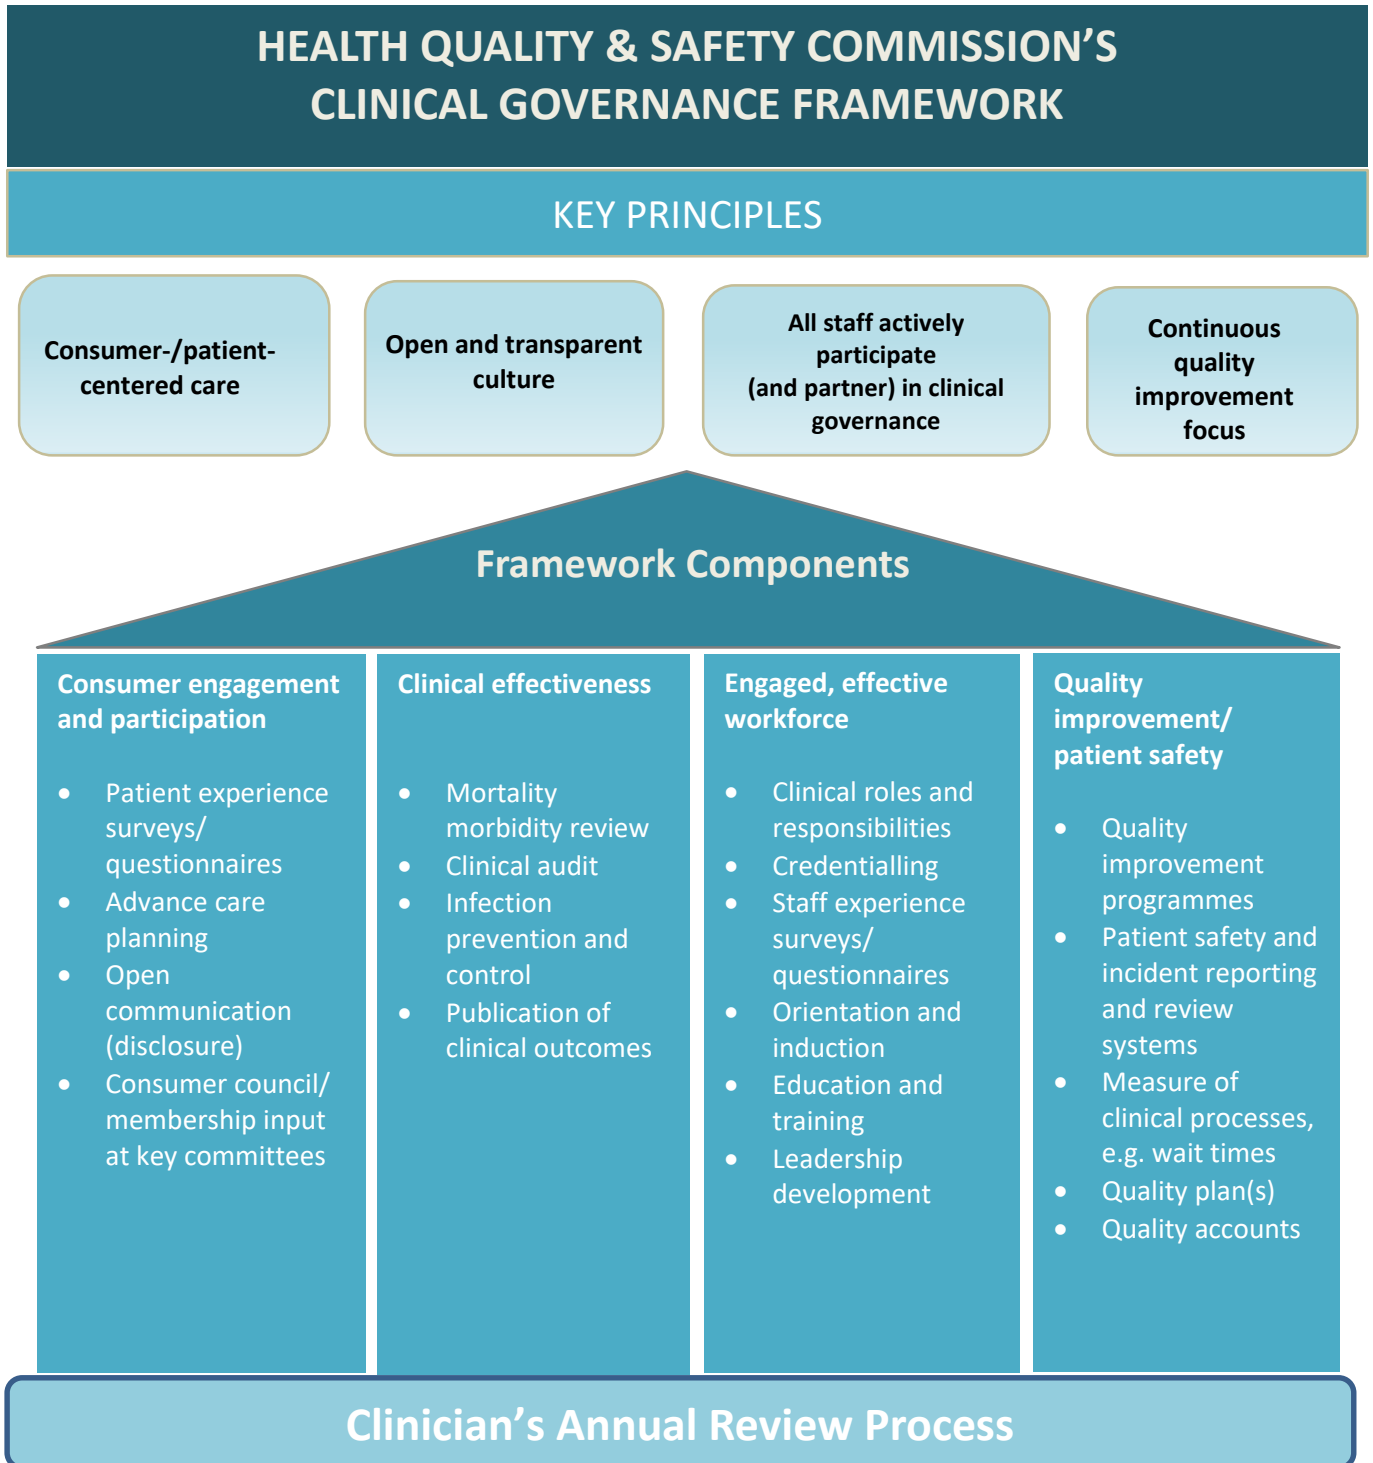 HEALTH QUALITY & SAFETY COMMISSION'S
CLINICAL GOVERNANCE FRAMEWORK
KEY PRINCIPLES
Consumer-/patient-
centered care
Open and transparent
culture
All staff actively
participate
(and partner) in clinical
governance
Continuous
quality
improvement
focus
Framework Components
Consumer engagement
and participation
• Patient experience
surveys/
questionnaires
• Advance care
planning
• Open
communication
(disclosure)
• Consumer council/
membership input
at key committees
Clinical effectiveness
• Mortality
morbidity review
• Clinical audit
• Infection
prevention and
control
• Publication of
clinical outcomes
Engaged, effective
workforce
• Clinical roles and
responsibilities
• Credentialling
• Staff experience
surveys/
questionnaires
• Orientation and
induction
• Education and
training
• Leadership
development
Quality
improvement/
patient safety
• Quality
improvement
programmes
• Patient safety and
incident reporting
and review
systems
• Measure of
clinical processes,
e.g. wait times
• Quality plan(s)
• Quality accounts
Clinician's Annual Review Process